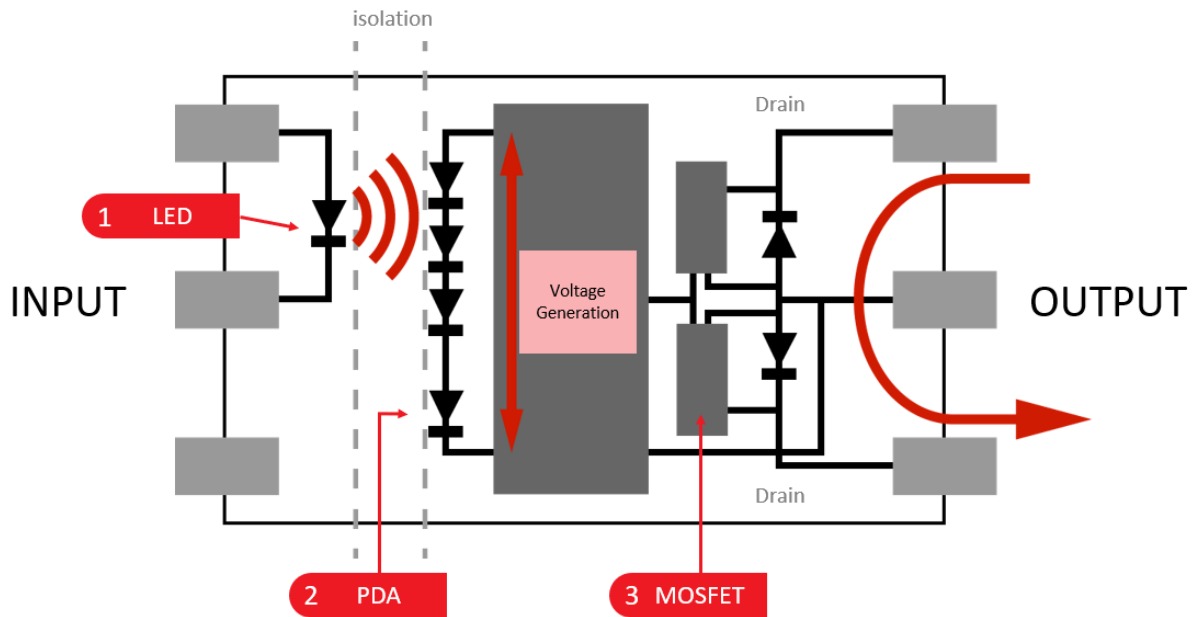 isolation
Drain
1 LED
INPUT
Voltage
Generation
OUTPUT
Drain
2 PDA
3 MOSFET